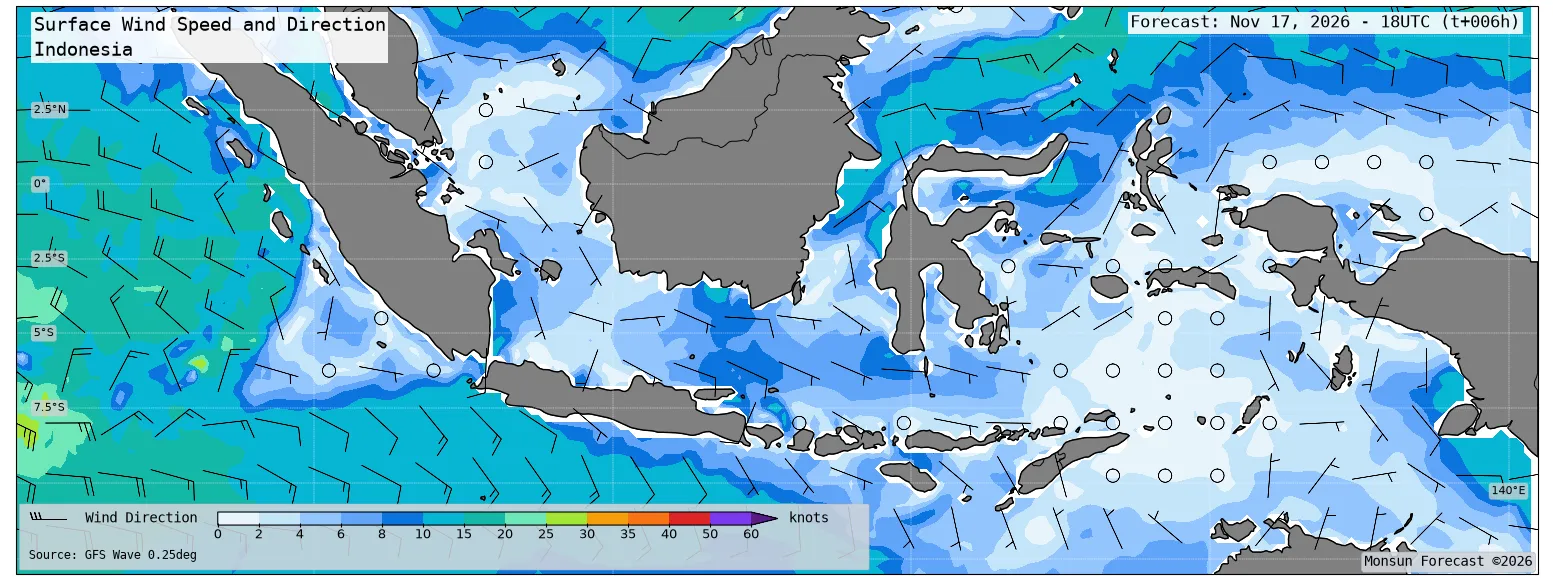 Surface Wind Speed and Direction
Indonesia
Forecast: Nov 17, 2026 - 18UTC (t+006h)
2.5°N
0°
2.5°S
5°S
7.5°S
140°E
Wind Direction
0 2 4 6 8 10 15 20 25 30 35 40 50 60 knots
Source: GFS Wave 0.25deg
Monsun Forecast ©2026